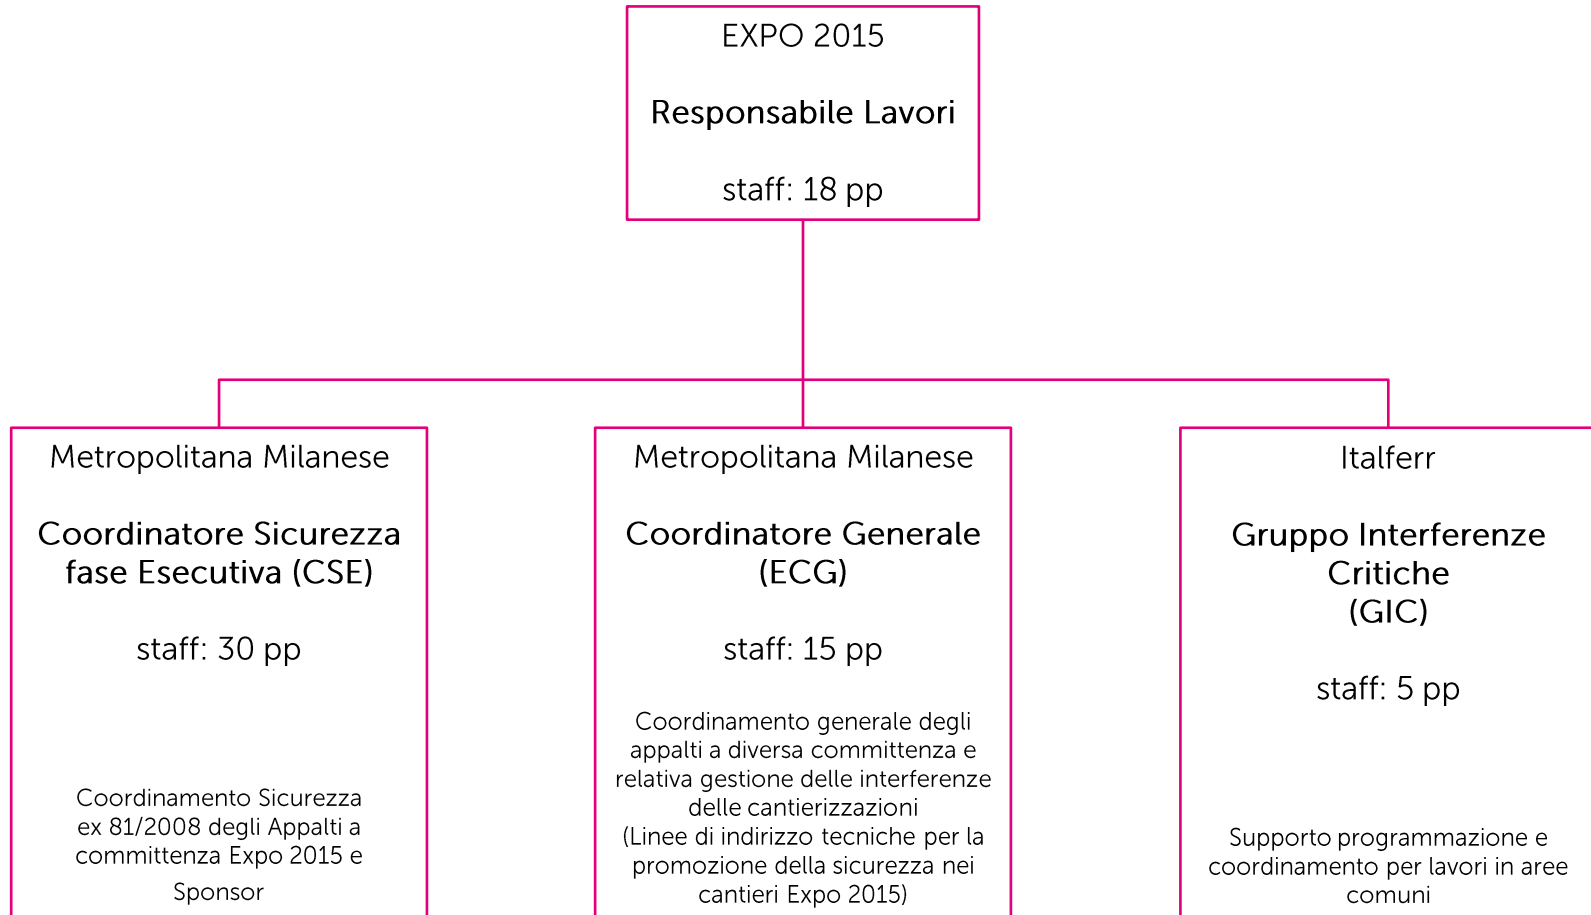 EXPO 2015
Responsabile Lavori
staff: 18 pp
Metropolitana Milanese
Coordinatore Sicurezza
fase Esecutiva (CSE)
staff: 30 pp
Coordinamento Sicurezza
ex 81/2008 degli Appalti a
committenza Expo 2015 e
Sponsor
Metropolitana Milanese
Coordinatore Generale
(ECG)
staff: 15 pp
Coordinamento generale degli
appalti a diversa committenza e
relativa gestione delle interferenze
delle cantierizzazioni
(Linee di indirizzo tecniche per la
promozione della sicurezza nei
cantieri Expo 2015)
Italferr
Gruppo Interferenze
Critiche
(GIC)
staff: 5 pp
Supporto programmazione e
coordinamento per lavori in aree
comuni